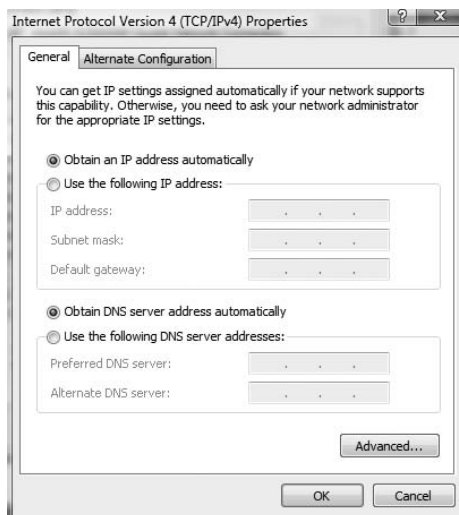 Internet Protocol Version 4 (TCP/IPv4) Properties
? X
General Alternate Configuration
You can get IP settings assigned automatically if your network supports
this capability. Otherwise, you need to ask your network administrator
for the appropriate IP settings.
Obtain an IP address automatically
Use the following IP address:
IP address:
Subnet mask:
Default gateway:
Obtain DNS server address automatically
Use the following DNS server addresses:
Preferred DNS server:
Alternate DNS server:
Advanced...
OK Cancel